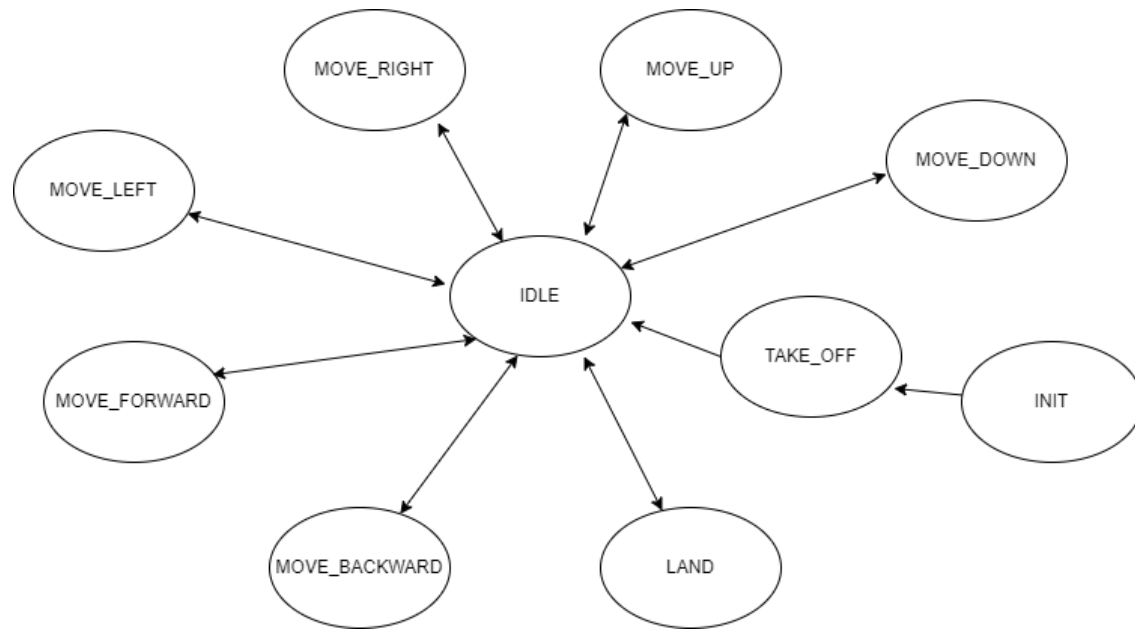 MOVE_RIGHT
MOVE_UP
MOVE_DOWN
MOVE_LEFT
IDLE
TAKE_OFF
INIT
MOVE_FORWARD
MOVE_BACKWARD
LAND